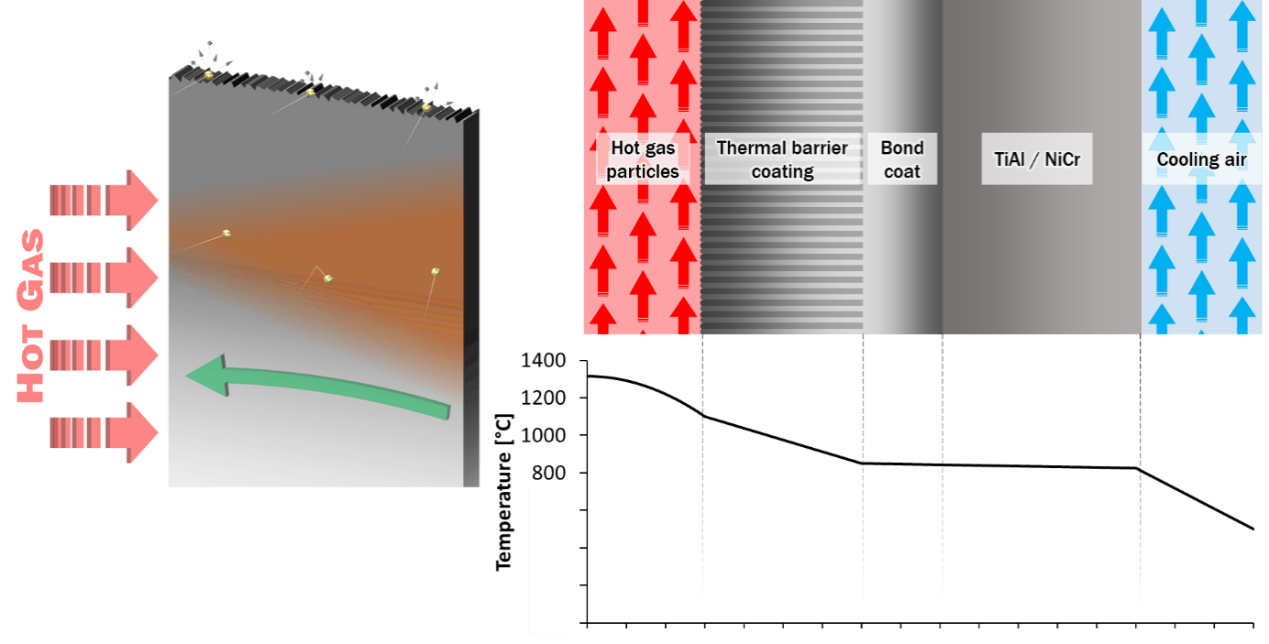 HOT GAS
Hot gas
particles
Thermal barrier
coating
Bond
coat
TiAl / NiCr
Cooling air
1400
1200
1000
800
Temperature [°C]